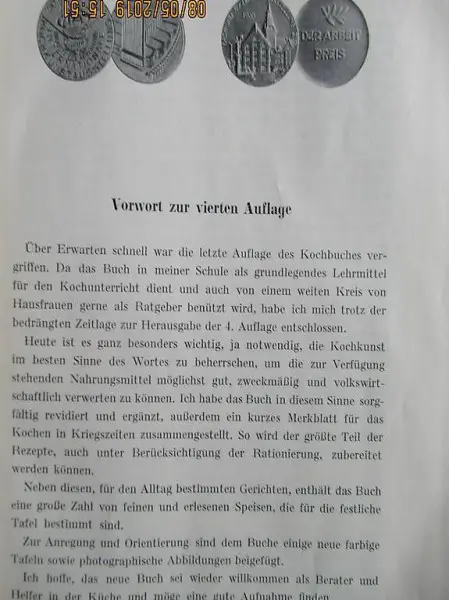 08/05/2019 15:51
DER ARBEIT
PREIS
Vorwort zur vierten Auflage
Über Erwarten schnell war die letzte Auflage des Kochbuches ver-
griffen. Da das Buch in meiner Schule als grundlegendes Lehrmittel
für den Kochunterricht dient und auch von einem weiten Kreis von
Hausfrauen gerne als Ratgeber benützt wird, habe ich mich trotz der
bedrängten Zeitlage zur Herausgabe der 4. Auflage entschlossen.
Heute ist es ganz besonders wichtig, ja notwendig, die Kochkunst
im besten Sinne des Wortes zu beherrschen, um die zur Verfügung
stehenden Nahrungsmittel möglichst gut, zweckmäßig und volkswirt-
schaftlich verwerten zu können. Ich habe das Buch in diesem Sinne sorg-
fältig revidiert und ergänzt, außerdem ein kurzes Merkblatt für das
Kochen in Kriegszeiten zusammengestellt. So wird der größte Teil der
Rezepte, auch unter Berücksichtigung der Rationierung, zubereitet
werden können.
Neben diesen, für den Alltag bestimmten Gerichten, enthält das Buch
eine große Zahl von feinen und erlesenen Speisen, die für die festliche
Tafel bestimmt sind.
Zur Anregung und Orientierung sind dem Buche einige neue farbige
Tafeln sowie photographische Abbildungen beigefügt.
Ich hoffe, das neue Buch sei wieder willkommen als Berater und
Helfer in der Küche und möge eine gute Aufnahme finden.